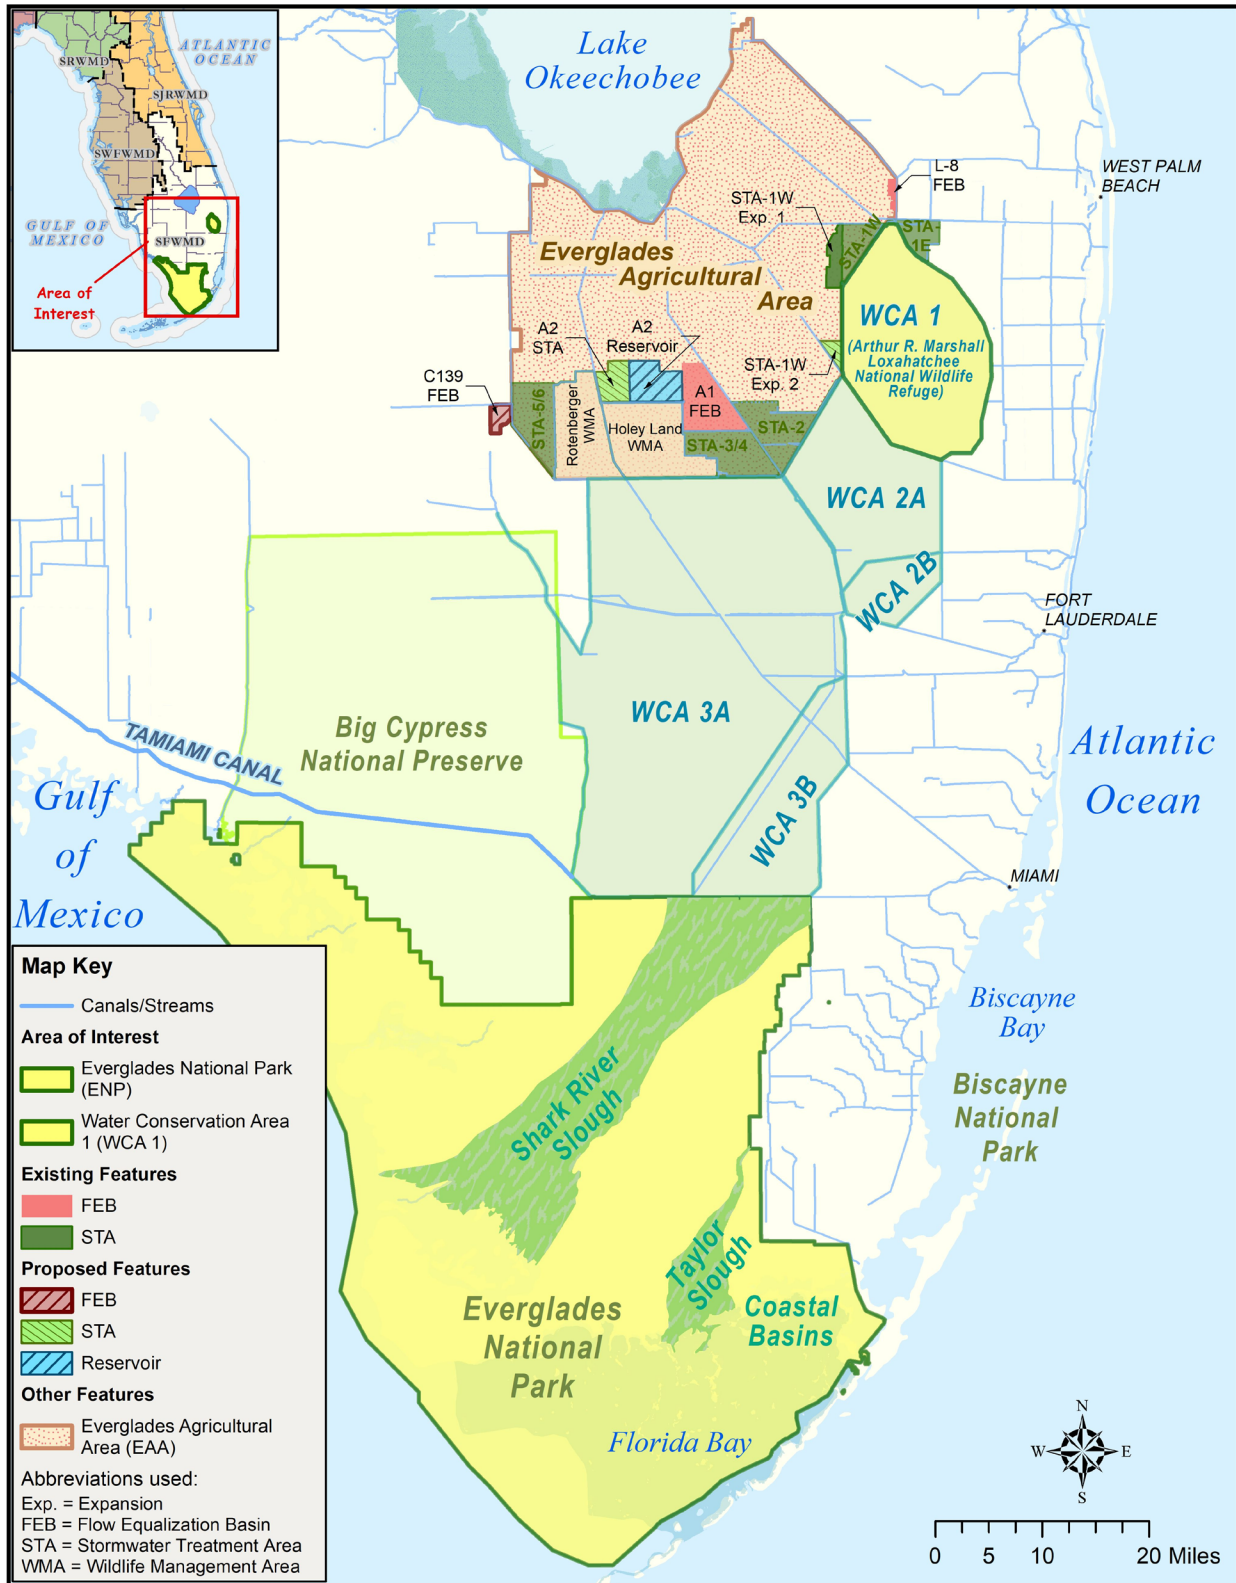 SRWMD
ATLANTIC
OCEAN
SJRWMD
SWFWMD
GULF OF
MEXICO
SFWMD
Area of
Interest
Lake
Okeechobee
L-8
FEB
WEST PALM
BEACH
STA-1W
Exp. 1
STA-1W
STA-
1E
Everglades
Agricultural
Area
WCA 1
(Arthur R. Marshall
Loxahatchee
National Wildlife
Refuge)
A2
STA
A2
Reservoir
STA-1W
Exp. 2
C139
FEB
A1
FEB
STA-5/6
Rotenberger
WMA
Holey Land
WMA
STA-2
STA-3/4
WCA 2A
WCA 2B
FORT
LAUDERDALE
WCA 3A
Big Cypress
National Preserve
TAMIAMI CANAL
WCA 3B
Atlantic
Ocean
Gulf
of
Mexico
MIAMI
Biscayne
Bay
Biscayne
National
Park
Shark River
Slough
Taylor
Slough
Coastal
Basins
Everglades
National
Park
Florida Bay
Map Key
Canals/Streams
Area of Interest
Everglades National Park
(ENP)
Water Conservation Area
1 (WCA 1)
Existing Features
FEB
STA
Proposed Features
FEB
STA
Reservoir
Other Features
Everglades Agricultural
Area (EAA)
Abbreviations used:
Exp. = Expansion
FEB = Flow Equalization Basin
STA = Stormwater Treatment Area
WMA = Wildlife Management Area
N
W E
S
0 5 10 20 Miles